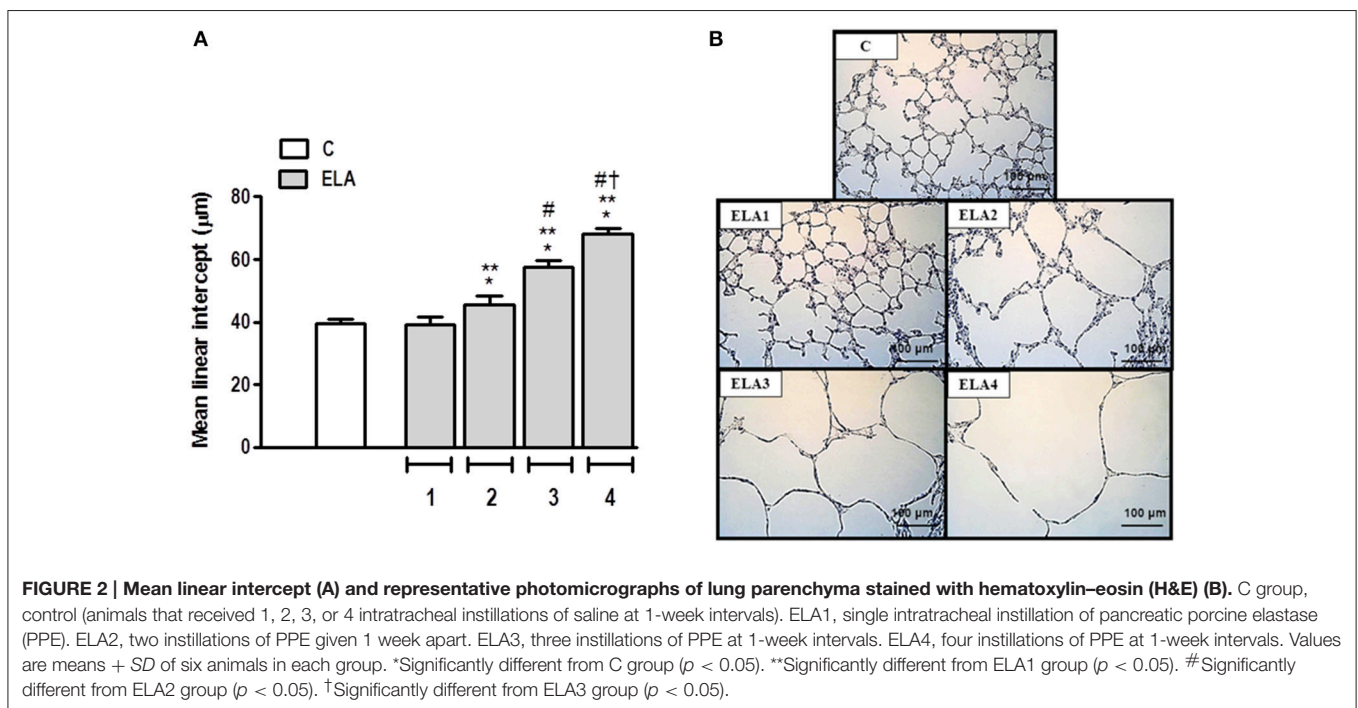 A
B
C
ELA
Mean linear intercept (μm)
80
60
40
20
0
**
*
#
**
*
#†
**
*
1
2
3
4
C
100 μm
ELA1
100 μm
ELA2
100 μm
ELA3
100 μm
ELA4
100 μm
FIGURE 2 | Mean linear intercept (A) and representative photomicrographs of lung parenchyma stained with hematoxylin–eosin (H&E) (B). C group,
control (animals that received 1, 2, 3, or 4 intratracheal instillations of saline at 1-week intervals). ELA1, single intratracheal instillation of pancreatic porcine elastase
(PPE). ELA2, two instillations of PPE given 1 week apart. ELA3, three instillations of PPE at 1-week intervals. ELA4, four instillations of PPE at 1-week intervals. Values
are means + SD of six animals in each group. *Significantly different from C group (p < 0.05). **Significantly different from ELA1 group (p < 0.05). #Significantly
different from ELA2 group (p < 0.05). †Significantly different from ELA3 group (p < 0.05).